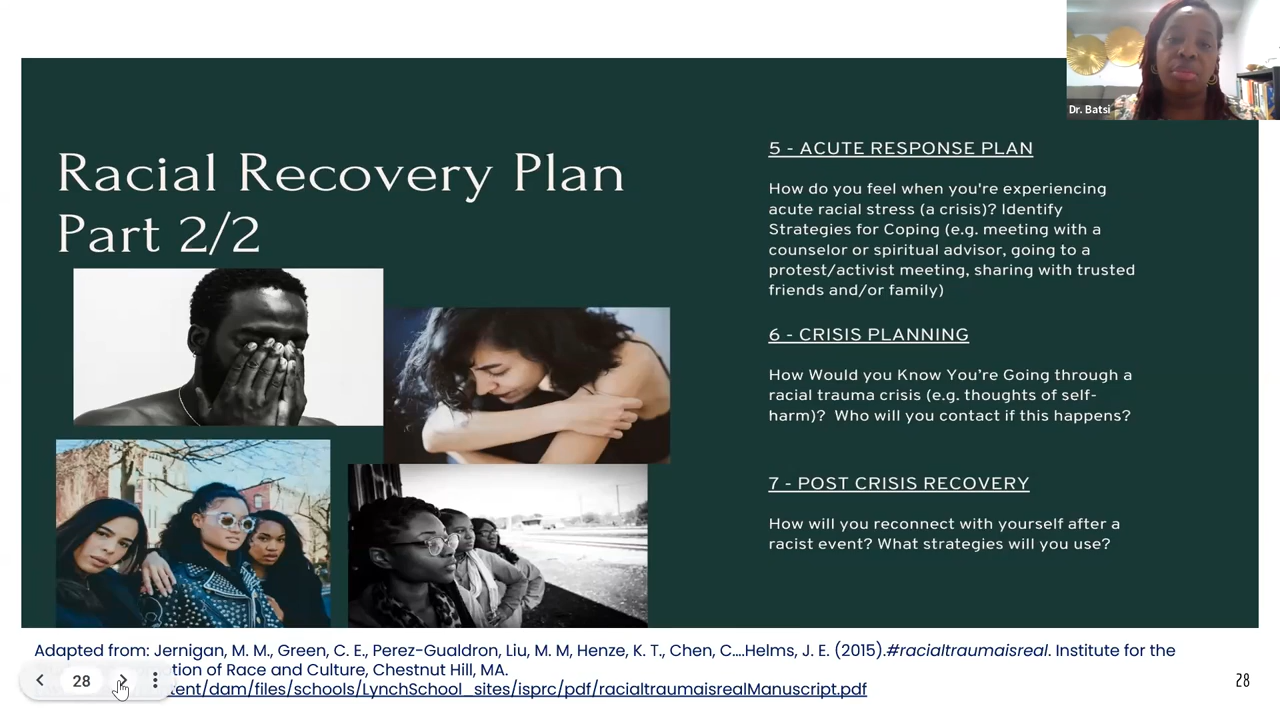 Dr. Batsi
Racial Recovery Plan
Part 2/2
5 - ACUTE RESPONSE PLAN
How do you feel when you're experiencing
acute racial stress (a crisis)? Identify
Strategies for Coping (e.g. meeting with a
counselor or spiritual advisor, going to a
protest/activist meeting, sharing with trusted
friends and/or family)
6 - CRISIS PLANNING
How Would you Know You’re Going through a
racial trauma crisis (e.g. thoughts of self-
harm)? Who will you contact if this happens?
7 - POST CRISIS RECOVERY
How will you reconnect with yourself after a
racist event? What strategies will you use?
Adapted from: Jernigan, M. M., Green, C. E., Perez-Gualdron, Liu, M. M, Henze, K. T., Chen, C....Helms, J. E. (2015).#racialtraumaisreal. Institute for the
tion of Race and Culture, Chestnut Hill, MA.
tent/dam/files/schools/LynchSchool_sites/isprc/pdf/racialtraumaisrealManuscript.pdf
28
28